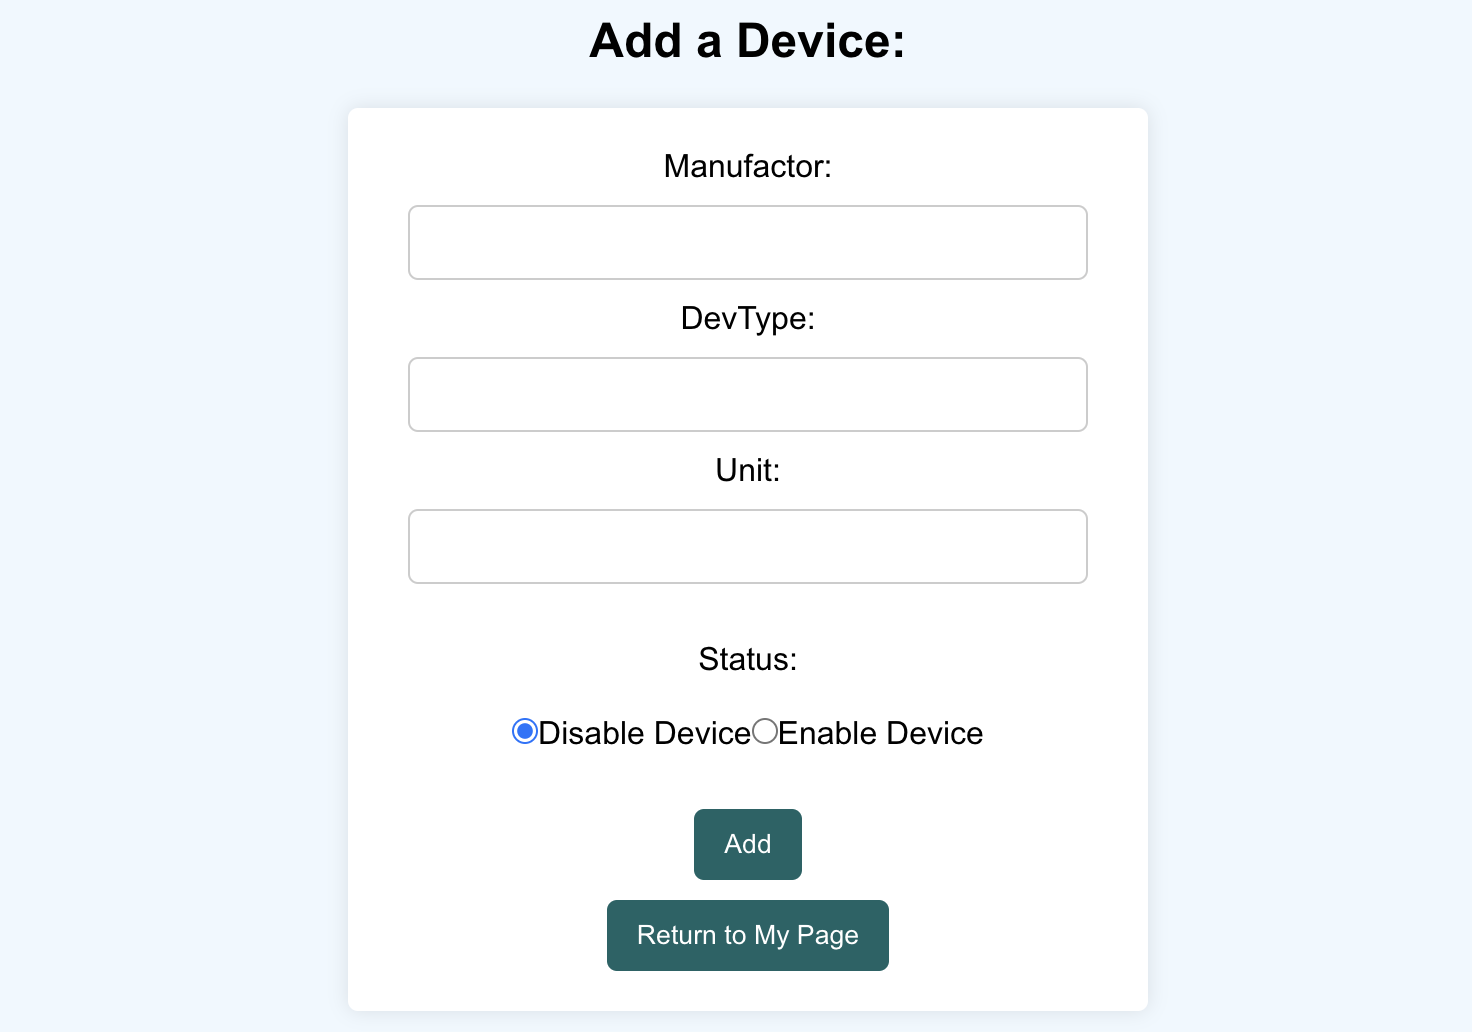 Add a Device:
Manufactor:
DevType:
Unit:
Status:
Disable Device Enable Device
Add
Return to My Page